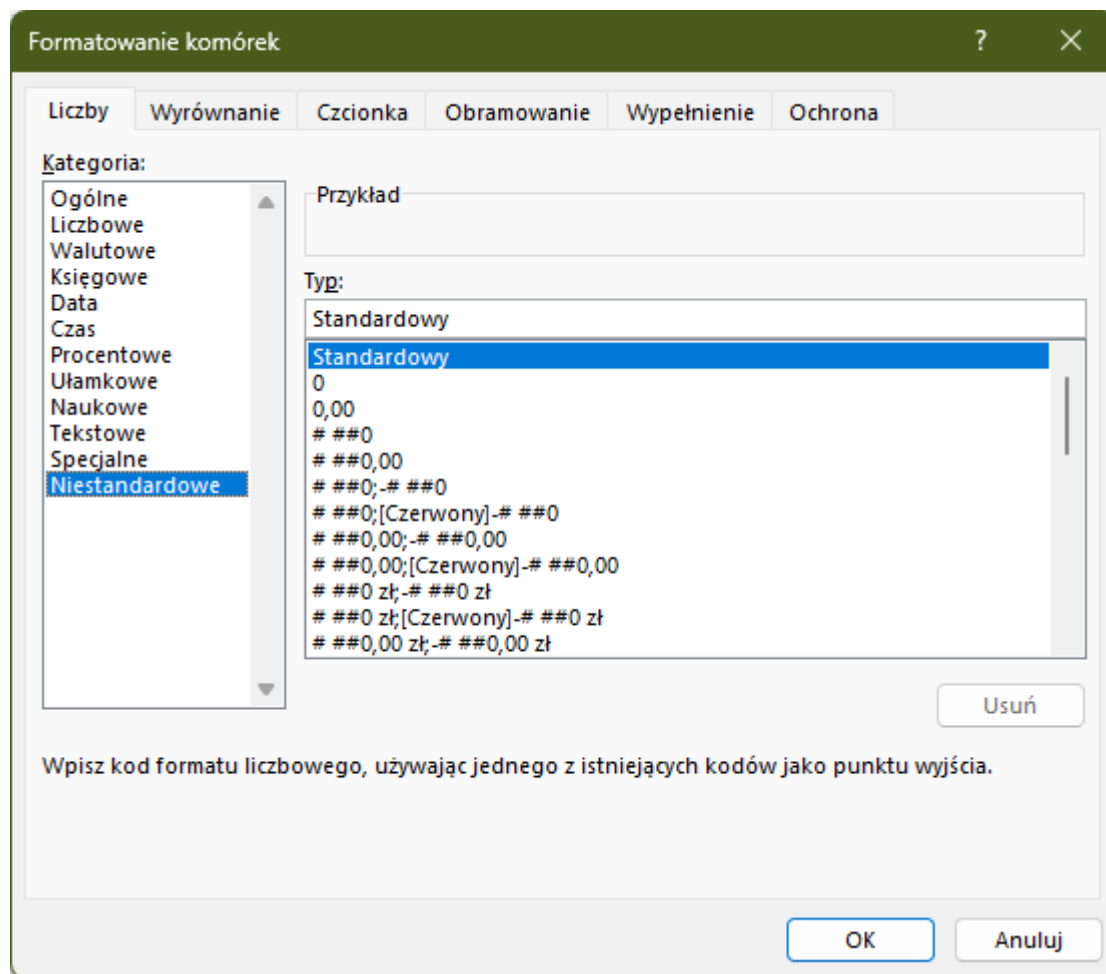 Formatowanie komórek ?
Liczby Wyrównanie Czcionka Obramowanie Wypełnienie Ochrona
Kategoria:
Ogólne
Liczbowe
Walutowe
Księgowe
Data
Czas
Procentowe
Ułamkowe
Naukowe
Tekstowe
Specjalne
Niestandardowe
Przykład
Typ:
Standardowy
Standardowy
0
0,00
# ##0
# ##0,00
# ##0;-# ##0
# ##0;[Czerwony]-# ##0
# ##0,00;-# ##0,00
# ##0,00;[Czerwony]-# ##0,00
# ##0 zł;-# ##0 zł
# ##0 zł;[Czerwony]-# ##0 zł
# ##0,00 zł;-# ##0,00 zł
Usuń
Wpisz kod formatu liczbowego, używając jednego z istniejących kodów jako punktu wyjścia.
OK Anuluj